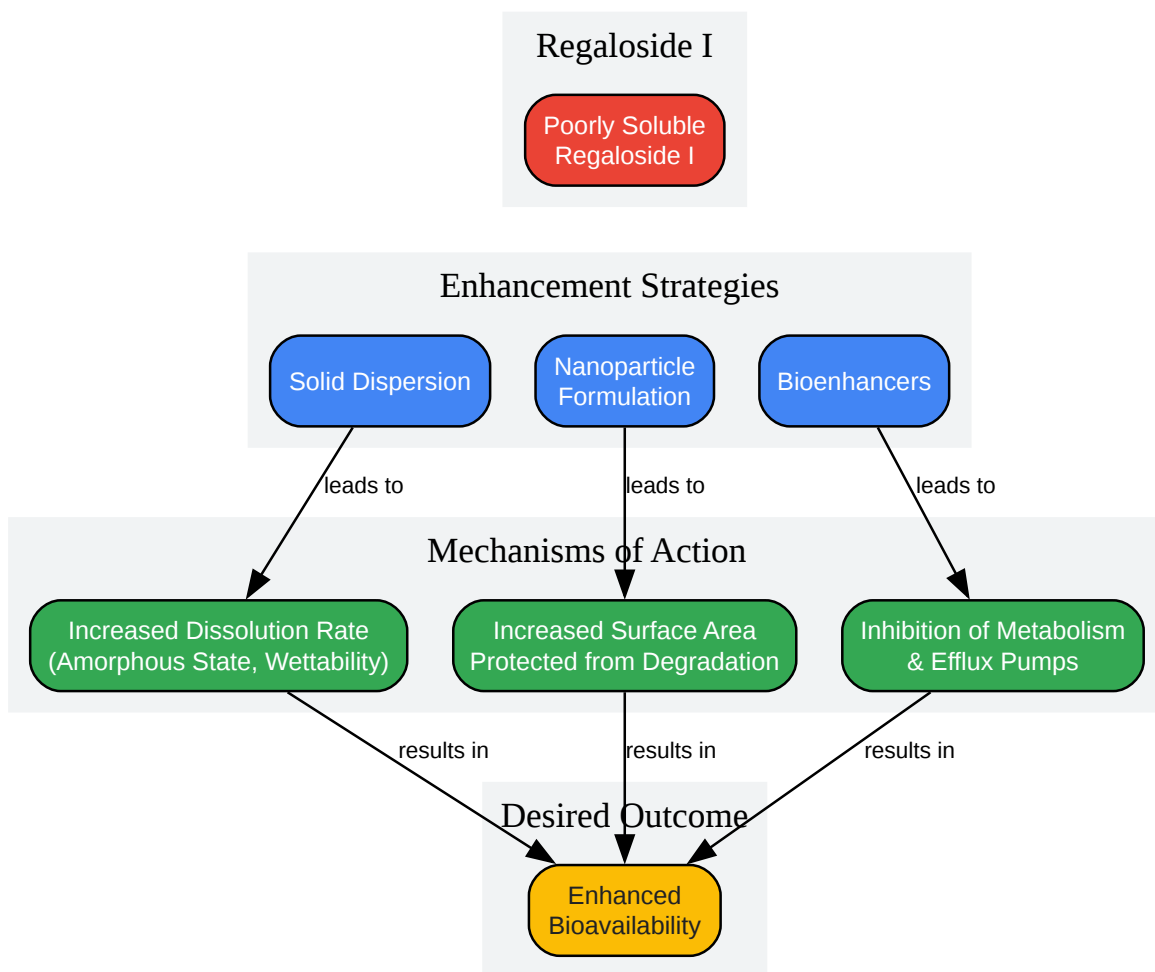 Regaloside I
Poorly Soluble
Regaloside I
Enhancement Strategies
Solid Dispersion
Nanoparticle
Formulation
Bioenhancers
leads to
leads to
leads to
Mechanisms of Action
Increased Dissolution Rate
(Amorphous State, Wettability)
Increased Surface Area
Protected from Degradation
Inhibition of Metabolism
& Efflux Pumps
results in
results in
results in
Desired Outcome
Enhanced
Bioavailability